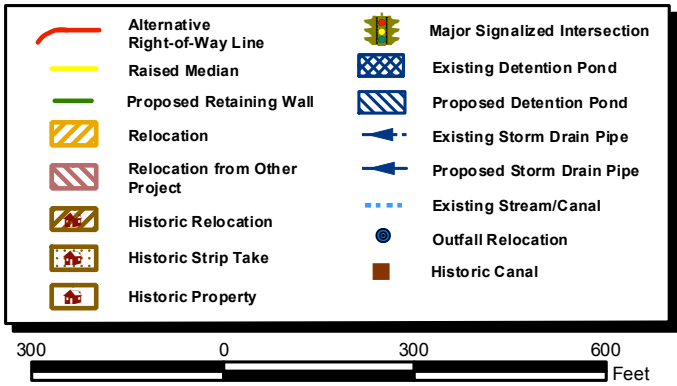 Alternative
Right-of-Way Line
Raised Median
Proposed Retaining Wall
Relocation
Relocation from Other
Project
Historic Relocation
Historic Strip Take
Historic Property
Major Signalized Intersection
Existing Detention Pond
Proposed Detention Pond
Existing Storm Drain Pipe
Proposed Storm Drain Pipe
Existing Stream/Canal
Outfall Relocation
Historic Canal
300 0 300 600
Feet